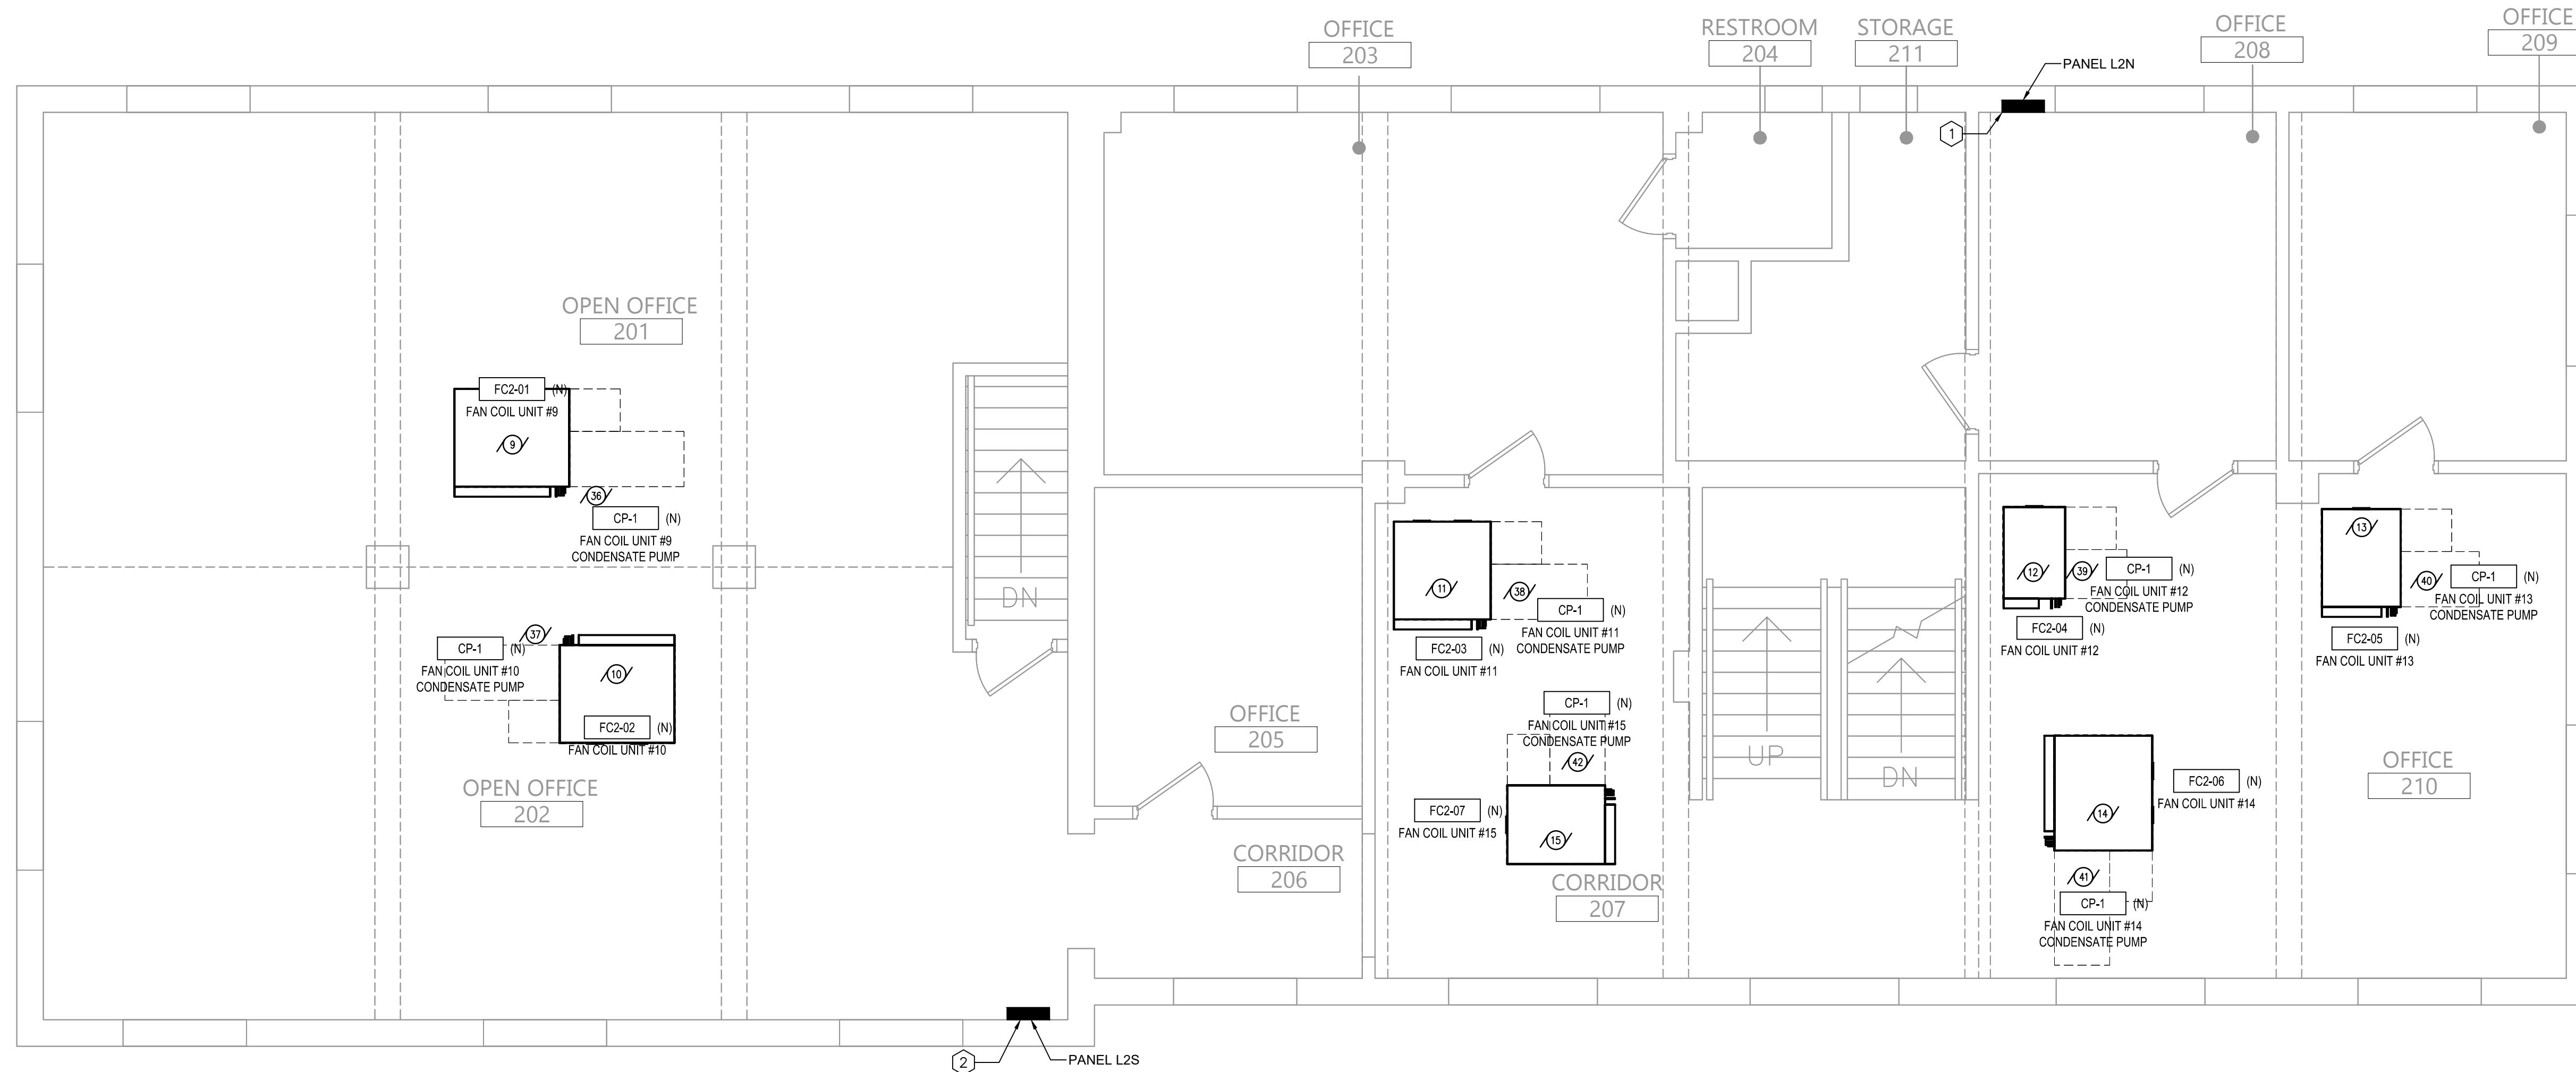 OFFICE
203
RESTROOM
204
STORAGE
211
OFFICE
208
OFFICE
209
PANEL L2N
1
OPEN OFFICE
201
FC2-01 (N)
FAN COIL UNIT #9
9
36
CP-1 (N)
FAN COIL UNIT #9
CONDENSATE PUMP
DN
37
CP-1 (N)
FAN COIL UNIT #10
CONDENSATE PUMP
10
FC2-02 (N)
FAN COIL UNIT #10
OPEN OFFICE
202
OFFICE
205
CORRIDOR
206
11
38
CP-1 (N)
FAN COIL UNIT #11
CONDENSATE PUMP
FC2-03 (N)
FAN COIL UNIT #11
CP-1 (N)
FAN COIL UNIT #15
CONDENSATE PUMP
42
FC2-07 (N)
FAN COIL UNIT #15
15
CORRIDOR
207
UP
DN
12
39
CP-1 (N)
FAN COIL UNIT #12
CONDENSATE PUMP
FC2-04 (N)
FAN COIL UNIT #12
13
40
CP-1 (N)
FAN COIL UNIT #13
CONDENSATE PUMP
FC2-05 (N)
FAN COIL UNIT #13
14
FC2-06 (N)
FAN COIL UNIT #14
41
CP-1 (N)
FAN COIL UNIT #14
CONDENSATE PUMP
OFFICE
210
2
PANEL L2S